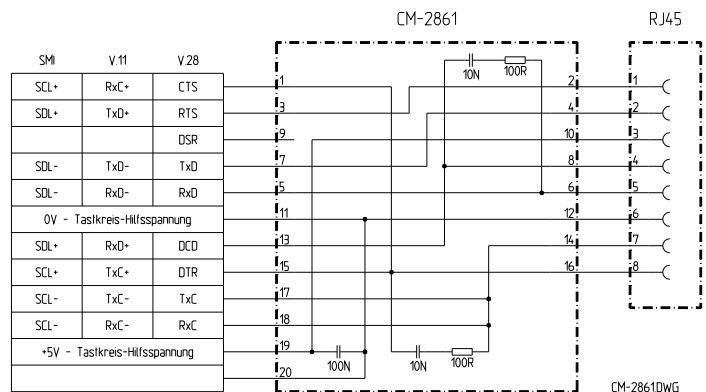 CM-2861 RJ45
SMI V.11 V.28
10N 100R
SCL+ RxC+ CTS 1 2 1
SDL+ TxD+ RTS 3 4 2
DSR 9 10 3
SDL- TxD- TxD 7 8 4
SDL- RxD- RxD 5 6 5
0V - Tastkreis-Hilfsspannung 11 12 6
SDL+ RxD+ DCD 13 14 7
SCL+ TxC+ DTR 15 16 8
SCL- TxC- TxC 17
SCL- RxC- RxC 18
+5V - Tastkreis-Hilfsspannung 19
100N 10N 100R
20
CM-2861.DWG